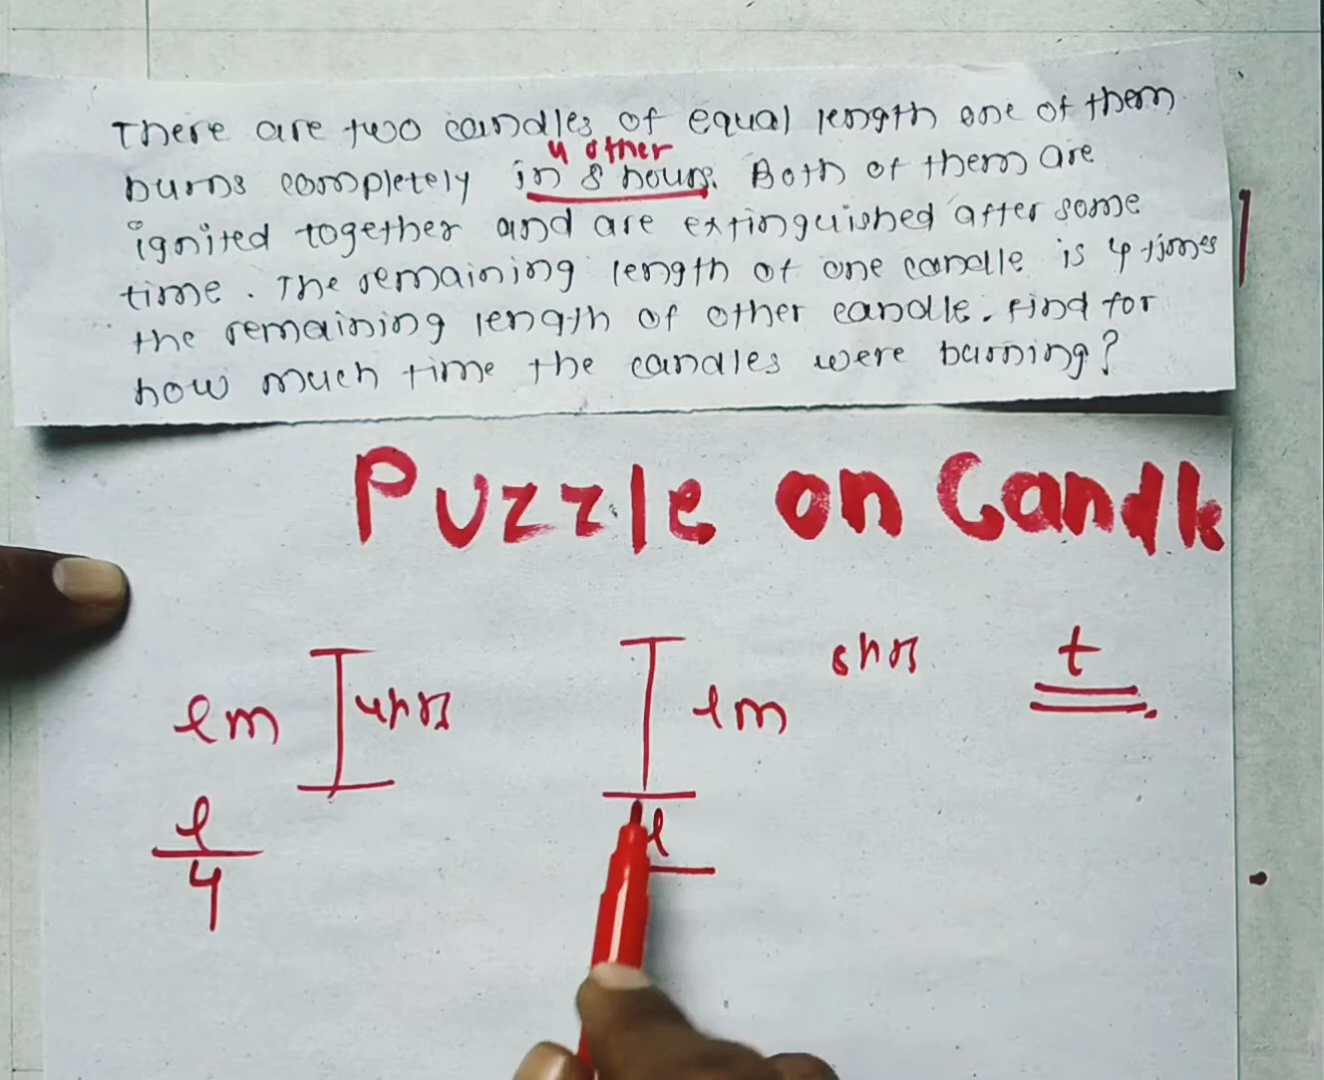 There are two candles of equal length one of them
4 other
burns completely in 8 hours. Both of them are
ignited together and are extinguished after some
time. The remaining length of one candle is 4 times
the remaining length of other candle. Find for
how much time the candles were burning?
Puzzle on Candle
lm 4hrs lm 8hrs t
l/4 l